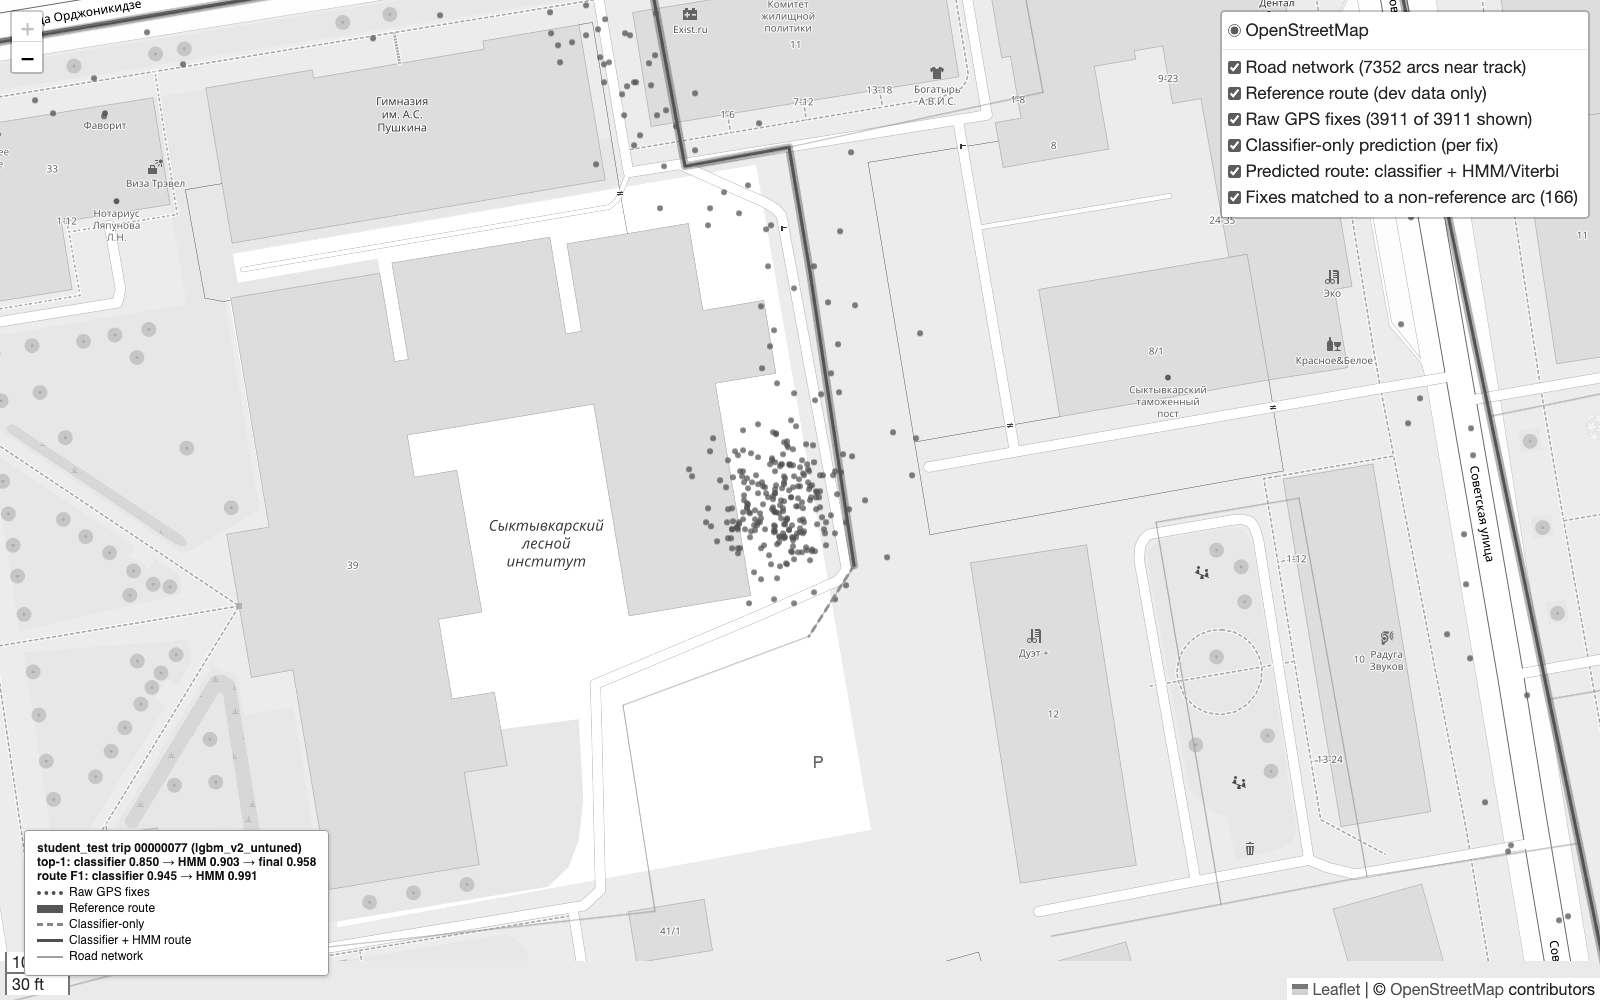 да Орджоникидзе
+
−
Exist.ru
Комитет
жилищной
политики
11
Дентал
OpenStreetMap
Road network (7352 arcs near track)
Reference route (dev data only)
Raw GPS fixes (3911 of 3911 shown)
Classifier-only prediction (per fix)
Predicted route: classifier + HMM/Viterbi
Fixes matched to a non-reference arc (166)
9-23
Богатырь
А.В.И.С.
13-18
7-12
1-6
1-8
8
Гимназия
им. А.С.
Пушкина
Фаворит
33
Виза Трэвел
1-12
Нотариус
Ляпунова
Л.Н.
24-35
11
Эко
Красное&Белое
8/1
Сыктывкарский
таможенный
пост
Советская улица
Сыктывкарский
лесной
институт
39
1-12
Дуэт +
10
Радуга
Звуков
12
13-24
P
41/1
Сов
student_test trip 00000077 (lgbm_v2_untuned)
top-1: classifier 0.850 → HMM 0.903 → final 0.958
route F1: classifier 0.945 → HMM 0.991
Raw GPS fixes
Reference route
Classifier-only
Classifier + HMM route
Road network
30 ft
Leaflet | © OpenStreetMap contributors